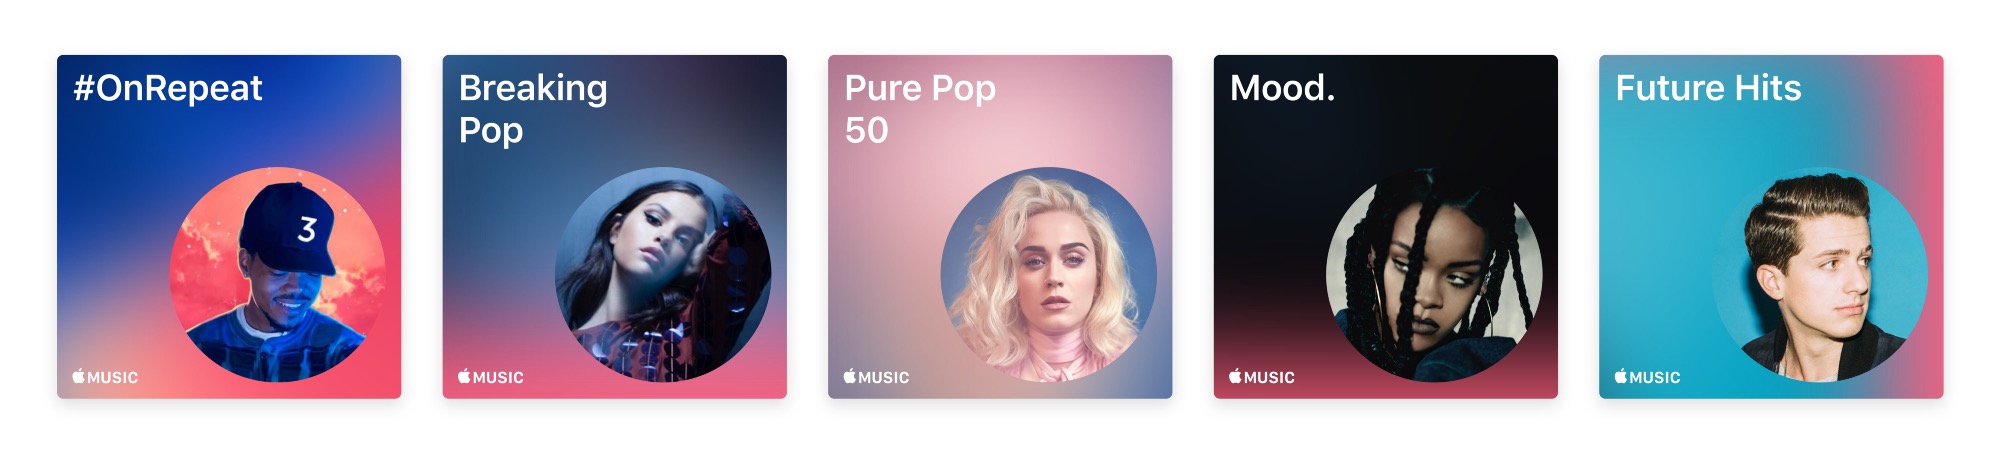 #OnRepeat
3
MUSIC
Breaking
Pop
MUSIC
Pure Pop
50
MUSIC
Mood.
MUSIC
Future Hits
MUSIC